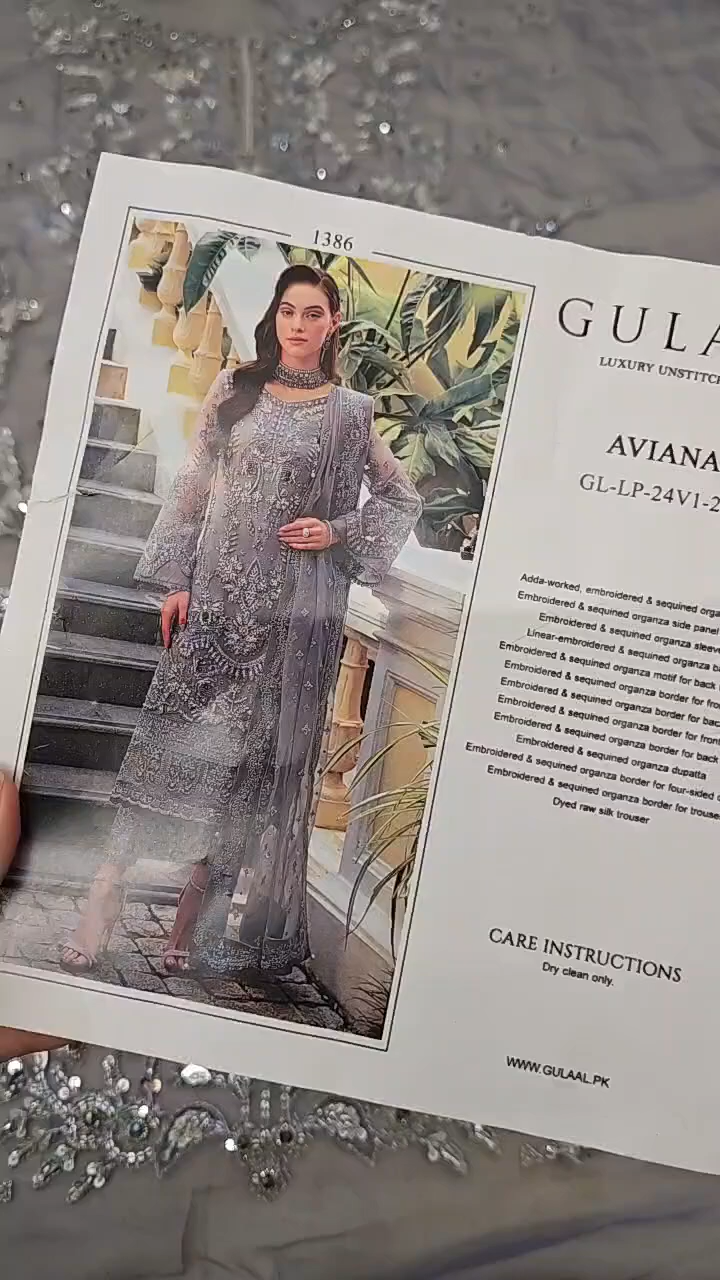 1386
GULA
LUXURY UNSTITC
AVIANA
GL-LP-24V1-2
Adda-worked, embroidered & sequined orga
Embroidered & sequined organza side panel
Embroidered & sequined organza sleeve
Linear-embroidered & sequined organza ba
Embroidered & sequined organza motif for back
Embroidered & sequined organza border for fro
Embroidered & sequined organza border for bac
Embroidered & sequined organza border for front
Embroidered & sequined organza border for back
Embroidered & sequined organza dupatta
Embroidered & sequined organza border for four-sided d
Embroidered & sequined organza border for trouse
Dyed raw silk trouser
CARE INSTRUCTIONS
Dry clean only.
WWW.GULAAL.PK